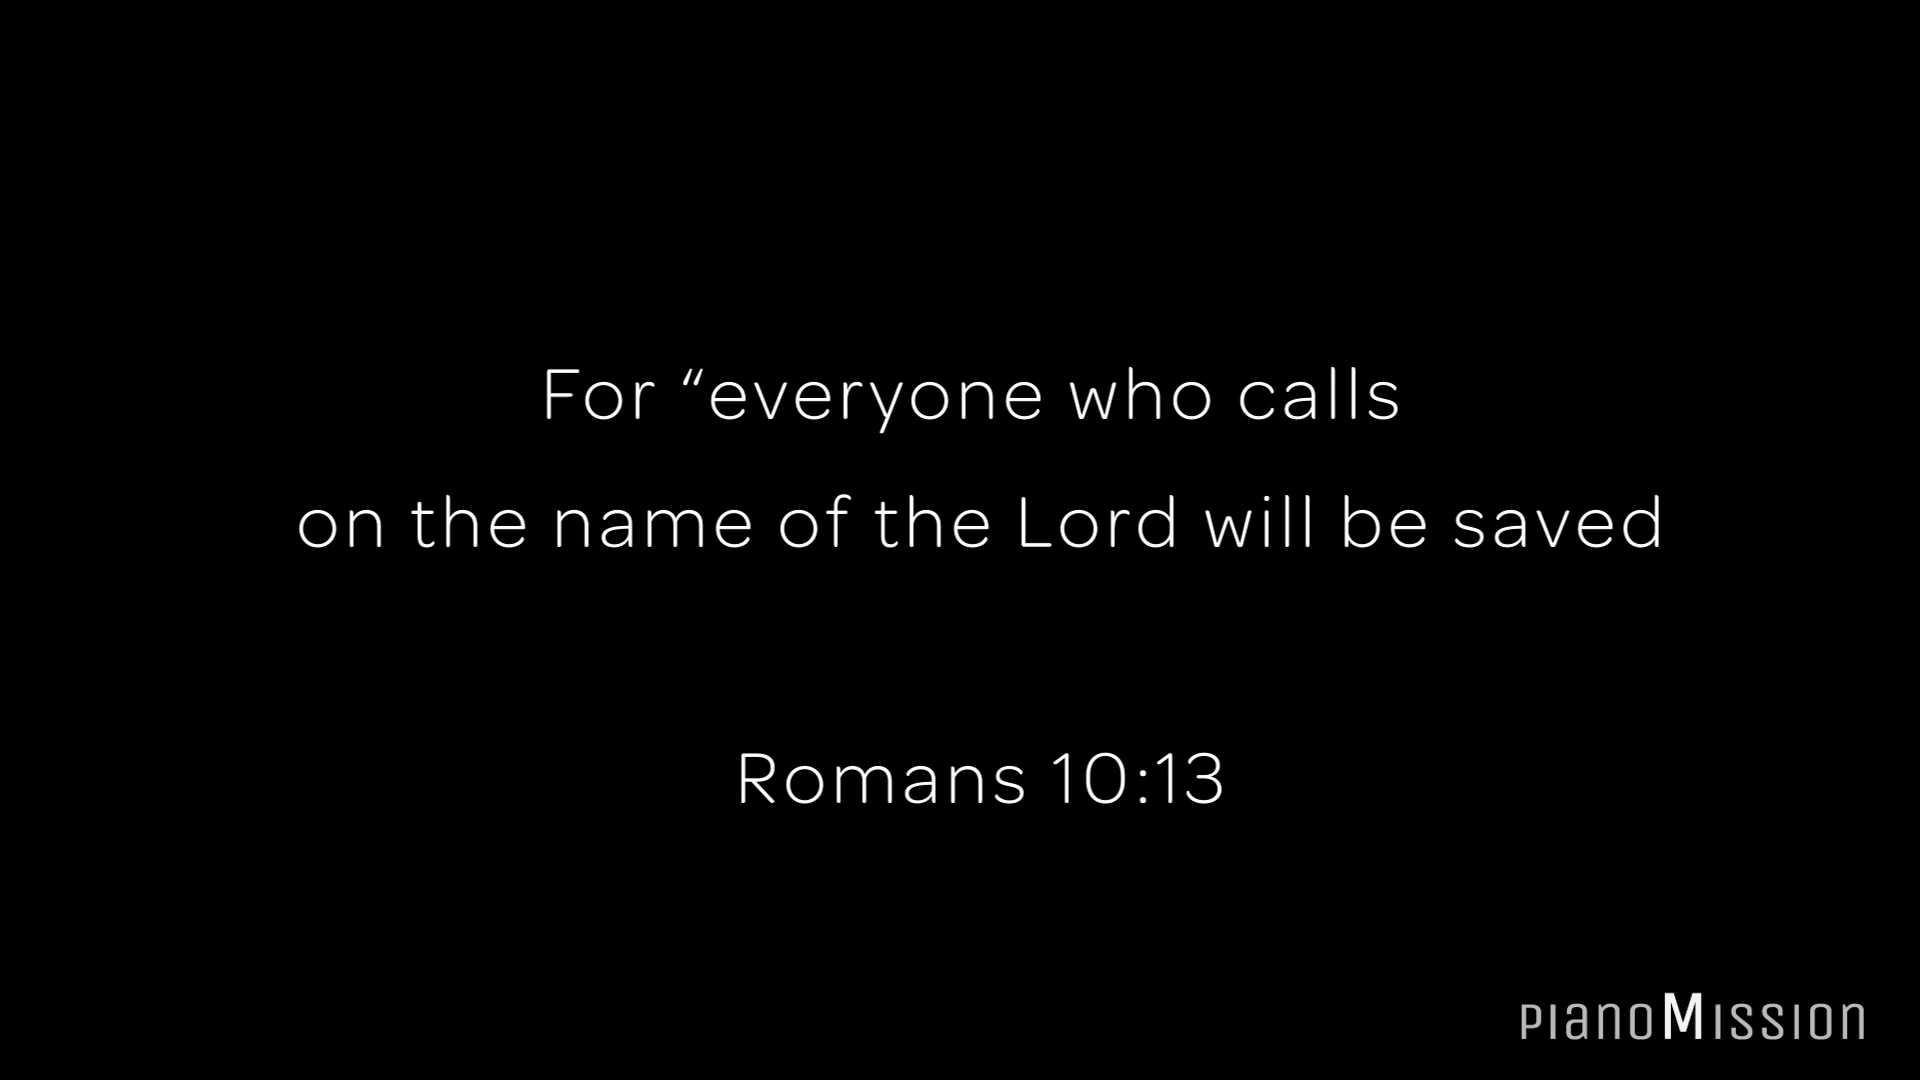 For “everyone who calls
on the name of the Lord will be saved
Romans 10:13
pianoMission